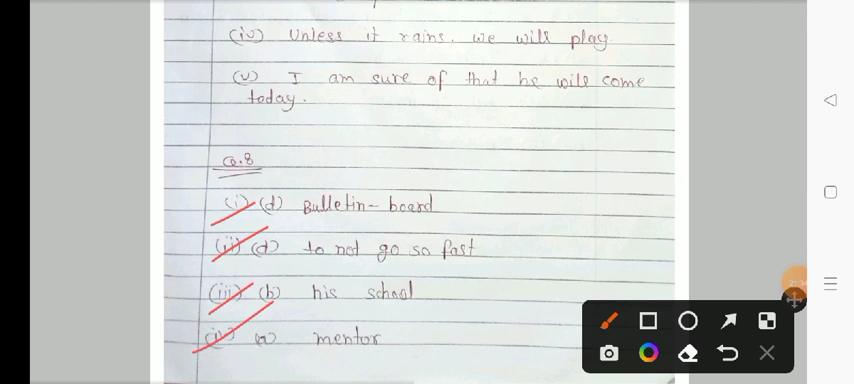 (iv) Unless it rains, we will play
(v) I am sure of that he will come
today.
Q.8
(i) (d) Bulletin-board
(ii) (d) to not go so fast
(iii) (b) his school
(iv) (a) mentor